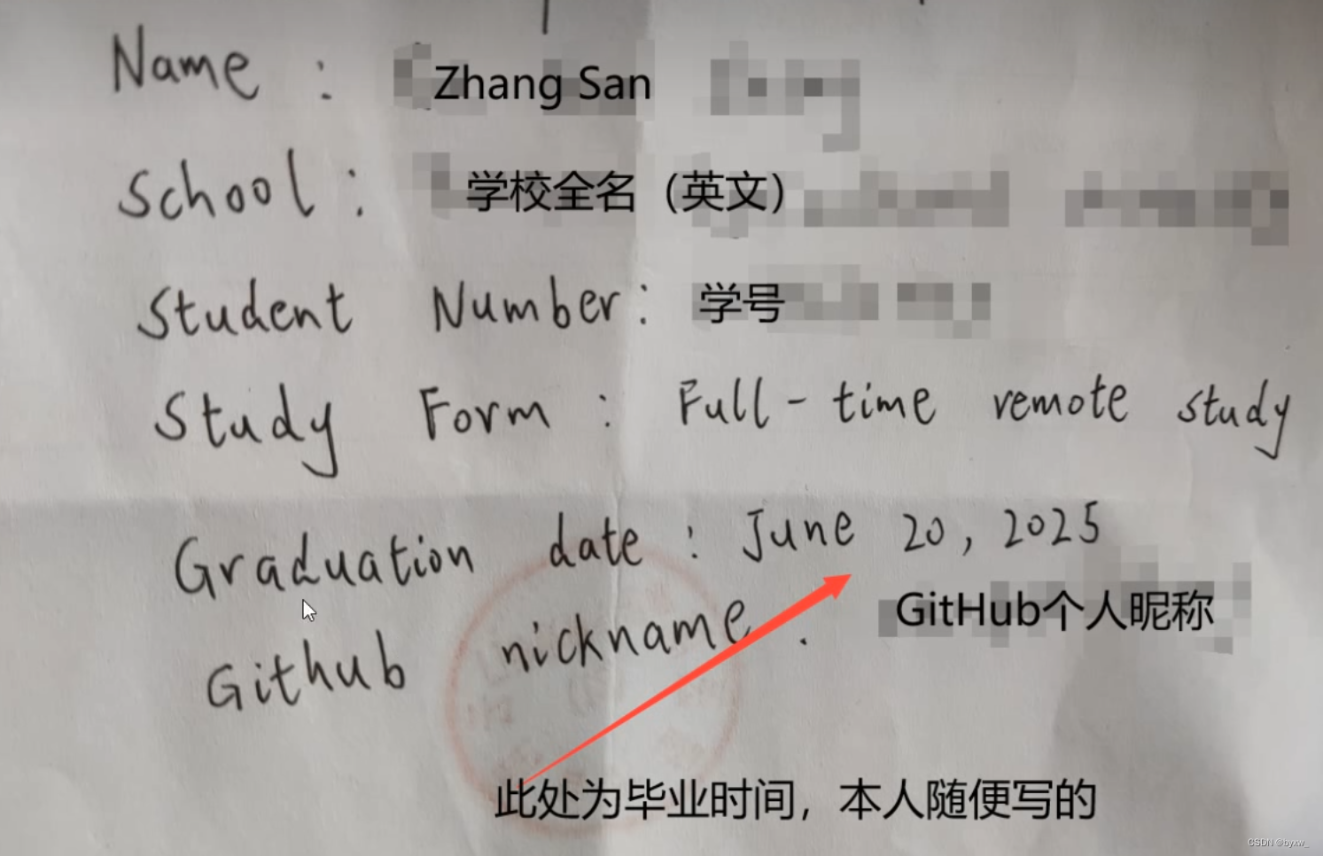 Name : Zhang San
School : 学校全名（英文）
Student Number : 学号
Study Form : Full-time remote study
Graduation date : June 20, 2025
Github nickname : GitHub个人昵称
此处为毕业时间，本人随便写的
CSDN @byxw_